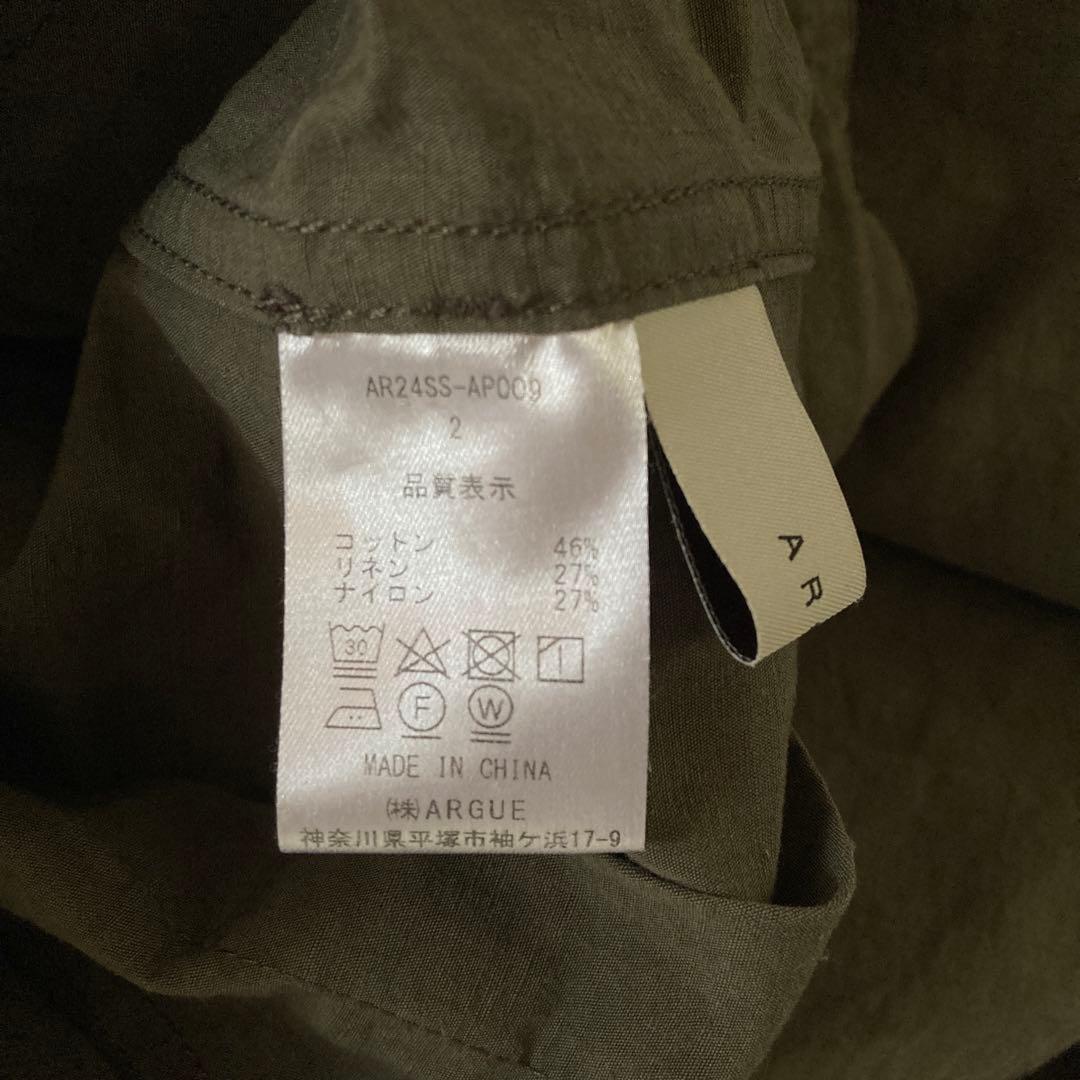 AR24SS-AP009
2
品質表示
コットン 46%
リネン 27%
ナイロン 27%
30
F W
MADE IN CHINA
(株)ARGUE
神奈川県平塚市袖ケ浜17-9
AR